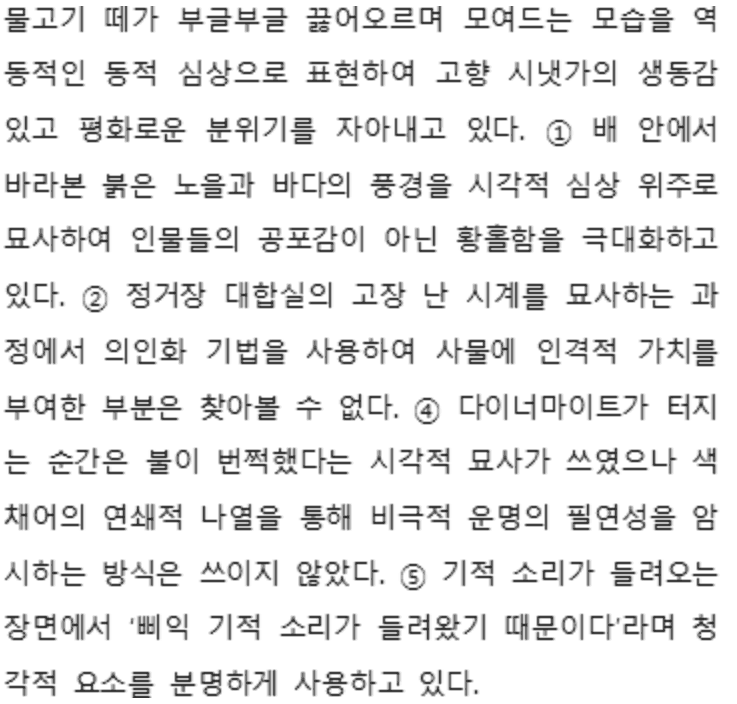 물고기 떼가 부글부글 끓어오르며 모여드는 모습을 역
동적인 동적 심상으로 표현하여 고향 시냇가의 생동감
있고 평화로운 분위기를 자아내고 있다. ① 배 안에서
바라본 붉은 노을과 바다의 풍경을 시각적 심상 위주로
묘사하여 인물들의 공포감이 아닌 황홀함을 극대화하고
있다. ② 정거장 대합실의 고장 난 시계를 묘사하는 과
정에서 의인화 기법을 사용하여 사물에 인격적 가치를
부여한 부분은 찾아볼 수 없다. ④ 다이너마이트가 터지
는 순간은 불이 번쩍했다는 시각적 묘사가 쓰였으나 색
채어의 연쇄적 나열을 통해 비극적 운명의 필연성을 암
시하는 방식은 쓰이지 않았다. ⑤ 기적 소리가 들려오는
장면에서 '삐익 기적 소리가 들려왔기 때문이다'라며 청
각적 요소를 분명하게 사용하고 있다.